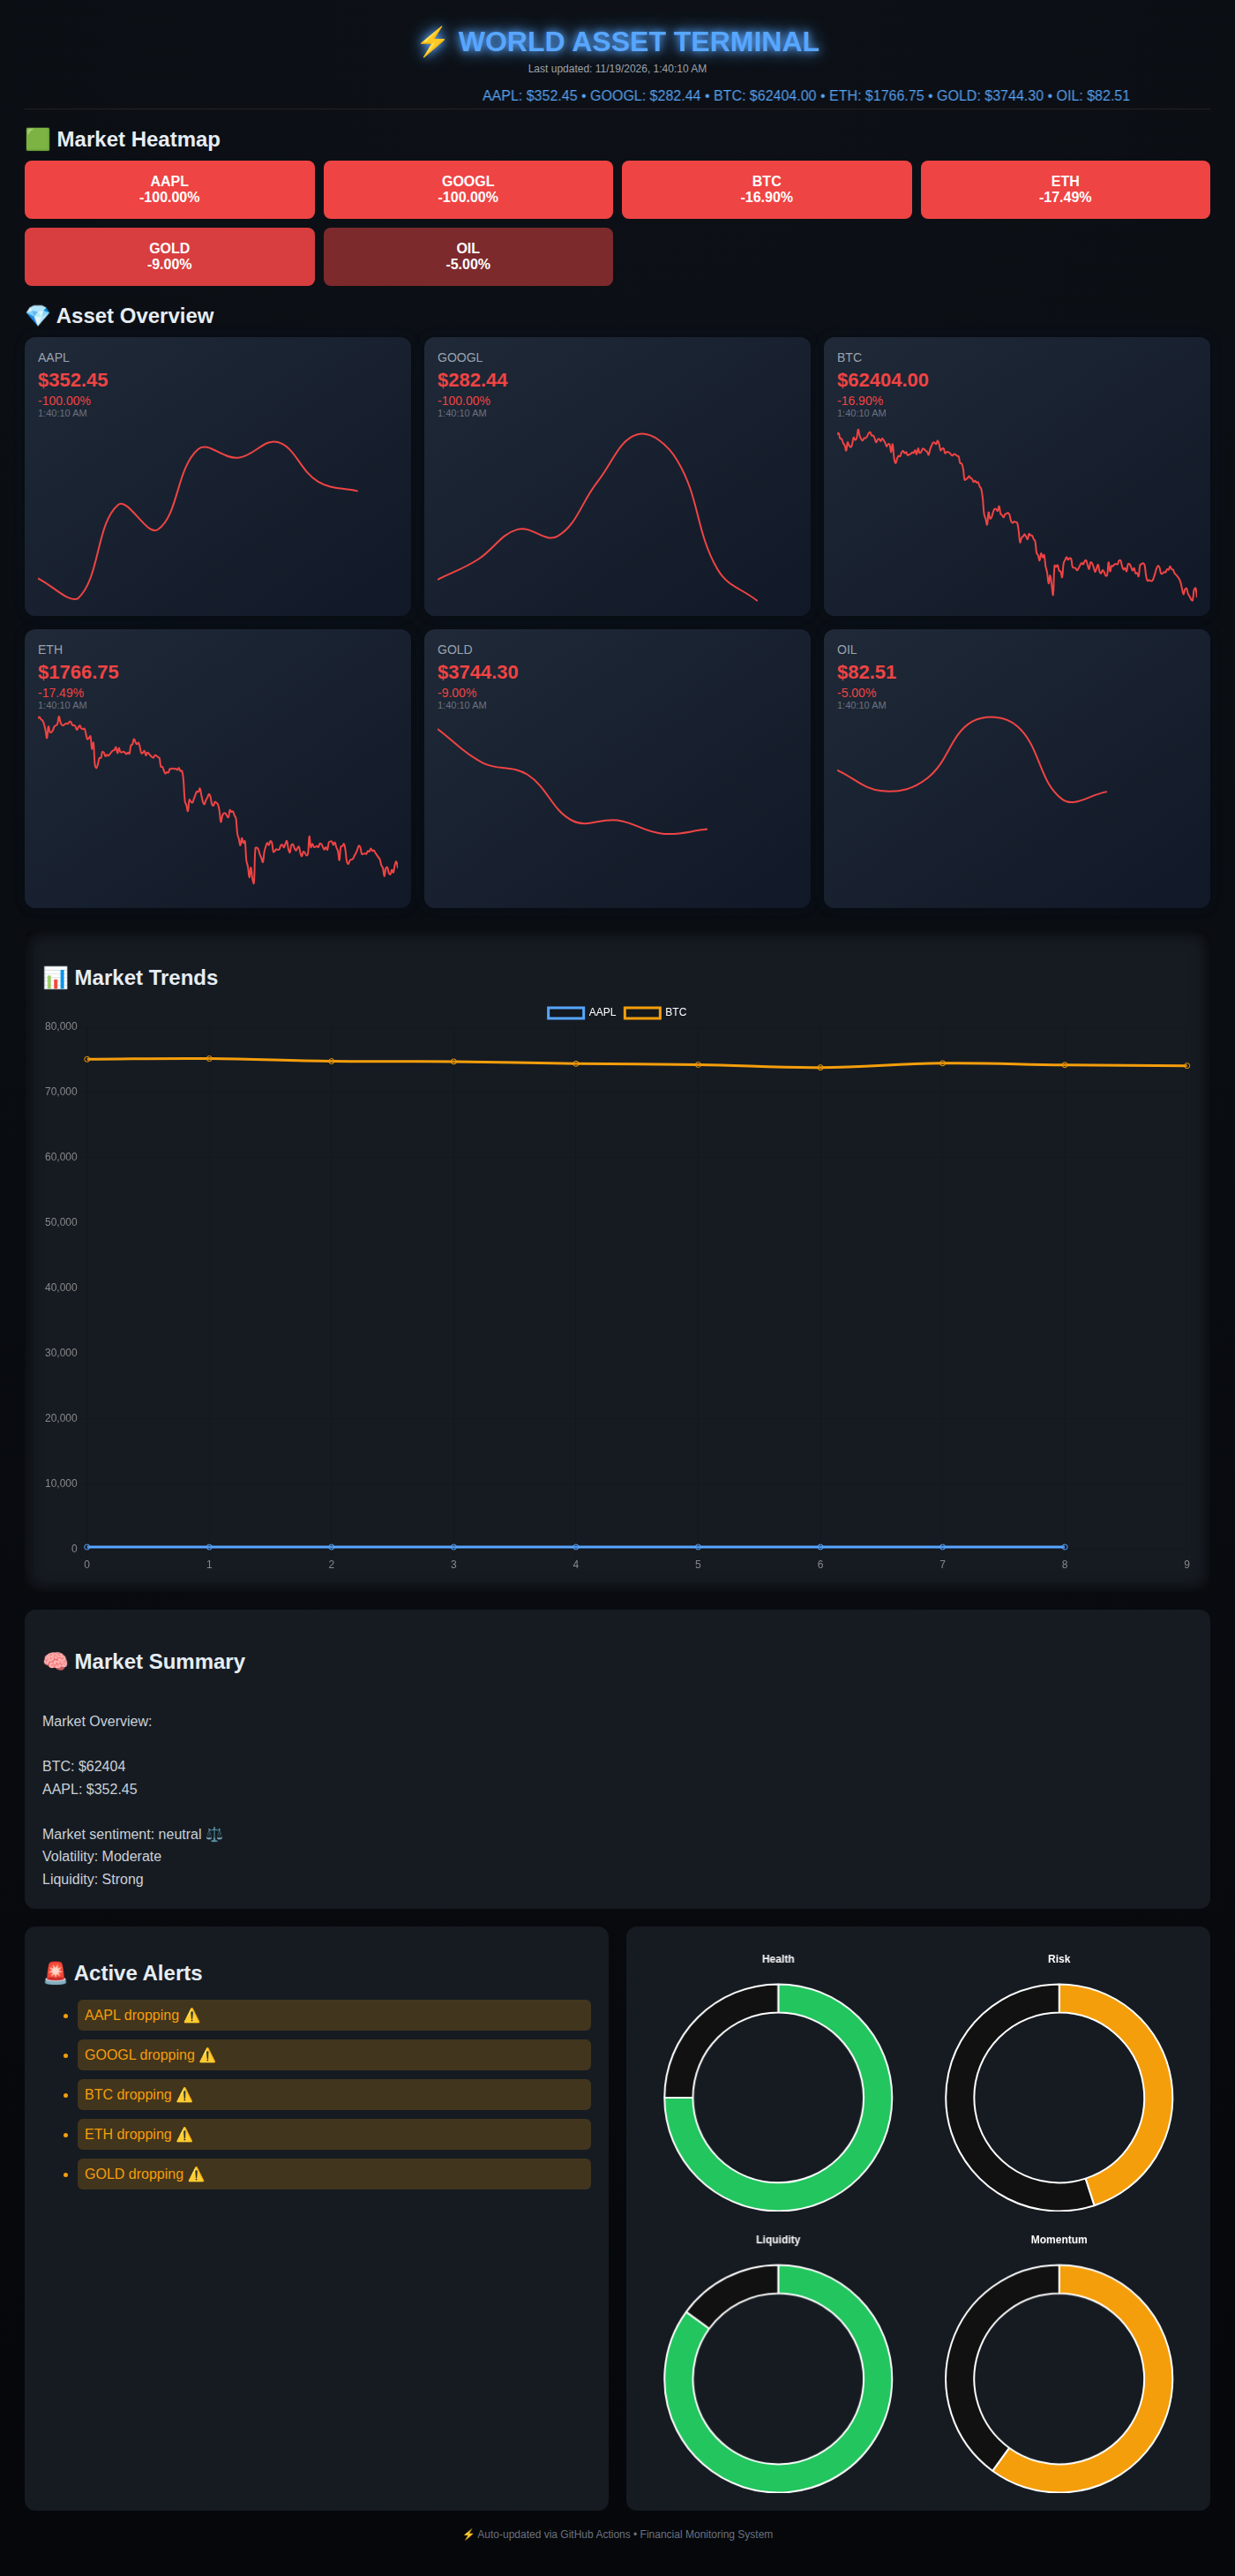 ⚡ WORLD ASSET TERMINAL
Last updated: 11/19/2026, 1:40:10 AM
AAPL: $352.45 • GOOGL: $282.44 • BTC: $62404.00 • ETH: $1766.75 • GOLD: $3744.30 • OIL: $82.51
🟩 Market Heatmap
AAPL
-100.00%
GOOGL
-100.00%
BTC
-16.90%
ETH
-17.49%
GOLD
-9.00%
OIL
-5.00%
💎 Asset Overview
AAPL
$352.45
-100.00%
1:40:10 AM
GOOGL
$282.44
-100.00%
1:40:10 AM
BTC
$62404.00
-16.90%
1:40:10 AM
ETH
$1766.75
-17.49%
1:40:10 AM
GOLD
$3744.30
-9.00%
1:40:10 AM
OIL
$82.51
-5.00%
1:40:10 AM
📊 Market Trends
AAPL BTC
80,000
70,000
60,000
50,000
40,000
30,000
20,000
10,000
0
0 1 2 3 4 5 6 7 8 9
🧠 Market Summary
Market Overview:
BTC: $62404
AAPL: $352.45
Market sentiment: neutral ⚖️
Volatility: Moderate
Liquidity: Strong
🚨 Active Alerts
• AAPL dropping ⚠️
• GOOGL dropping ⚠️
• BTC dropping ⚠️
• ETH dropping ⚠️
• GOLD dropping ⚠️
Health
Risk
Liquidity
Momentum
⚡ Auto-updated via GitHub Actions • Financial Monitoring System